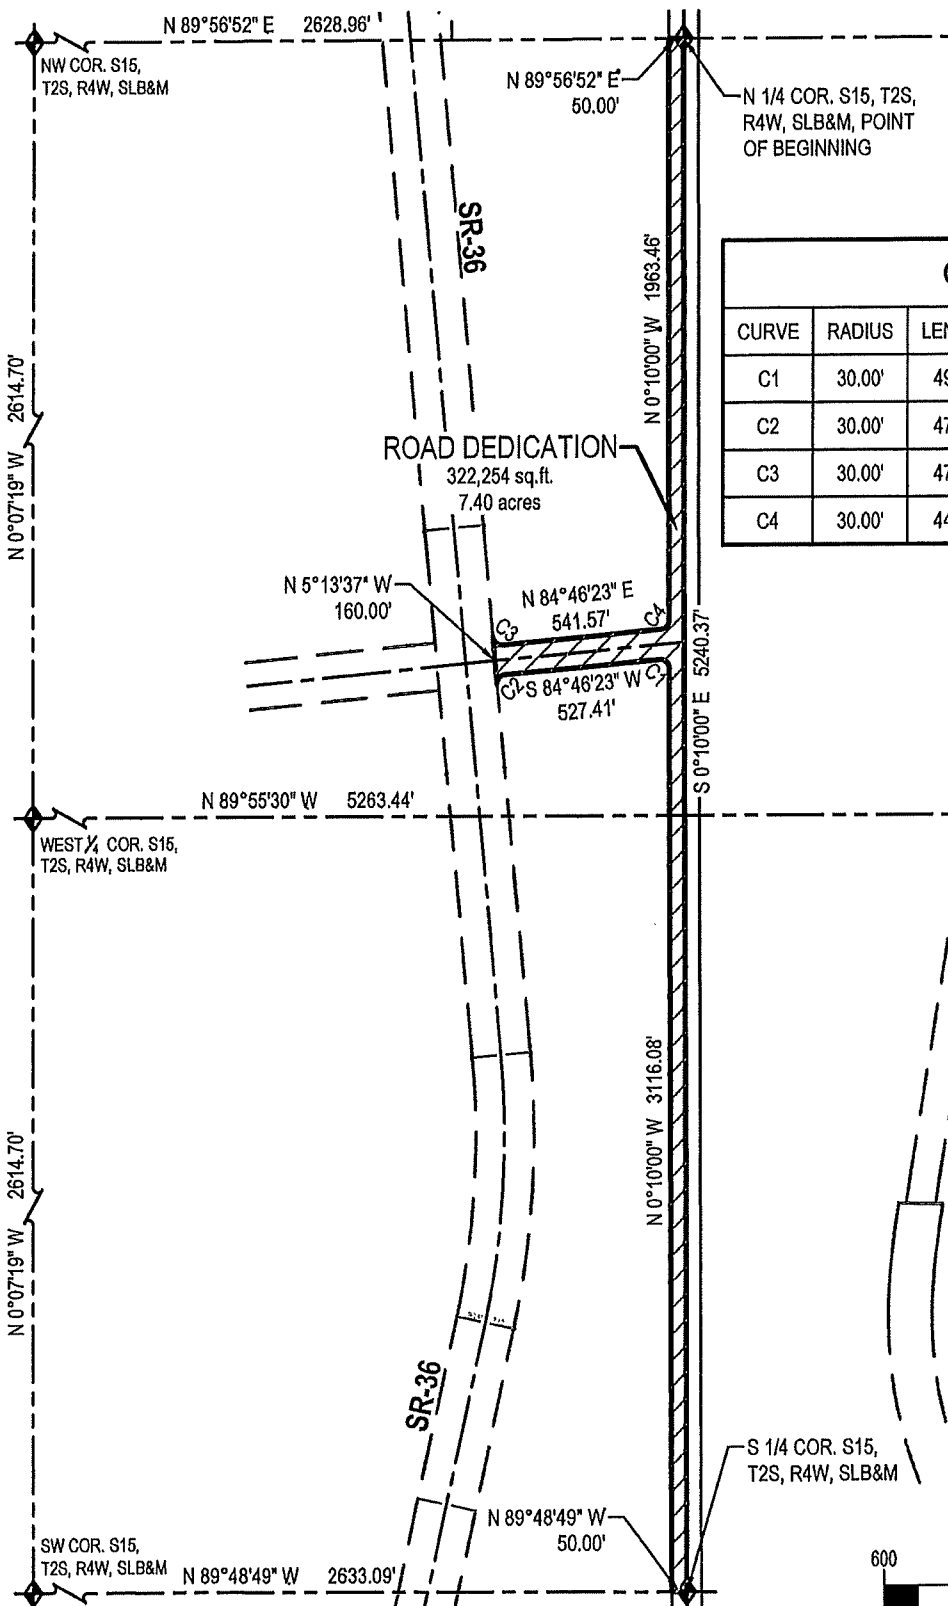 N 89°56'52" E 2628.96'
NW COR. S15,
T2S, R4W, SLB&M
N 89°56'52" E
50.00'
N 1/4 COR. S15, T2S,
R4W, SLB&M, POINT
OF BEGINNING
SR-36
N 0°10'00" W 1963.46'
CURVE RADIUS
C1 30.00' 49
C2 30.00' 47
C3 30.00' 47
C4 30.00' 44
N 0°07'19" W 2614.70'
ROAD DEDICATION
322,254 sq.ft.
7.40 acres
N 5°13'37" W
160.00'
N 84°46'23" E
541.57'
C3
C4
C2
C1
S 84°46'23" W
527.41'
S 0°10'00" E 5240.37'
N 89°55'30" W 5263.44'
WEST 1/4 COR. S15,
T2S, R4W, SLB&M
N 0°10'00" W 3116.08'
N 0°07'19" W 2614.70'
SR-36
S 1/4 COR. S15,
T2S, R4W, SLB&M
N 89°48'49" W
50.00'
SW COR. S15,
T2S, R4W, SLB&M
N 89°48'49" W 2633.09'
600